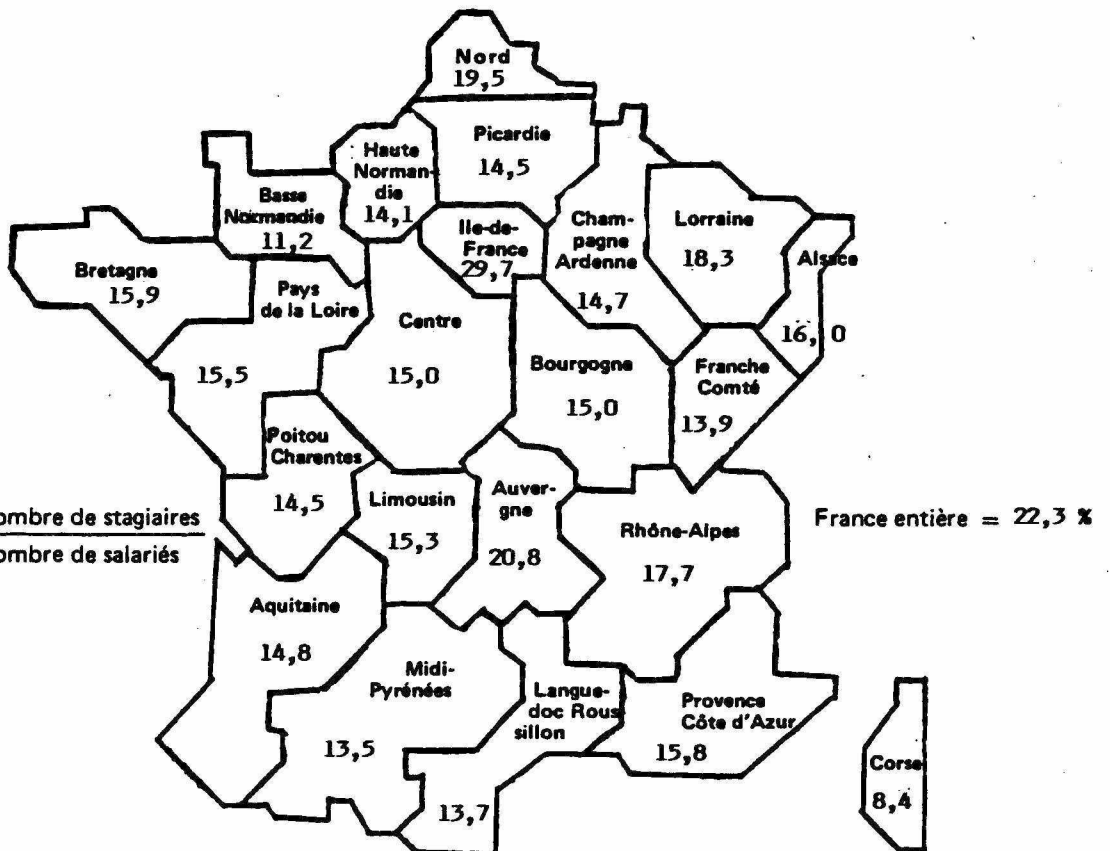 Nord
19,5
Picardie
14,5
Haute
Norman-
die
14,1
Basse
Normandie
11,2
Ile-de-
France
29,7
Cham-
pagne
Ardenne
14,7
Lorraine
18,3
Alsace
16,0
Bretagne
15,9
Pays
de la Loire
15,5
Centre
15,0
Bourgogne
15,0
Franche
Comté
13,9
Poitou
Charentes
14,5
Limousin
15,3
Auver-
gne
20,8
Rhône-Alpes
17,7
ombre de stagiaires
ombre de salariés
France entière = 22,3 %
Aquitaine
14,8
Midi-
Pyrénées
13,5
Langue-
doc Rous
sillon
13,7
Provence
Côte d'Azur
15,8
Corse
8,4